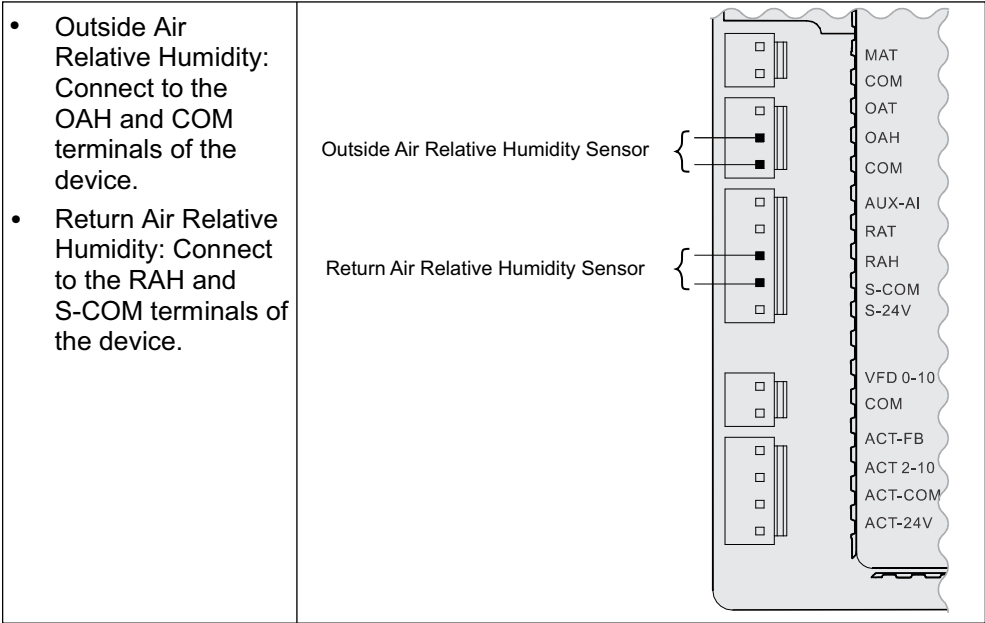 • Outside Air
Relative Humidity:
Connect to the
OAH and COM
terminals of the
device.
• Return Air Relative
Humidity: Connect
to the RAH and
S-COM terminals of
the device.
Outside Air Relative Humidity Sensor
Return Air Relative Humidity Sensor
MAT
COM
OAT
OAH
COM
AUX-AI
RAT
RAH
S-COM
S-24V
VFD 0-10
COM
ACT-FB
ACT 2-10
ACT-COM
ACT-24V